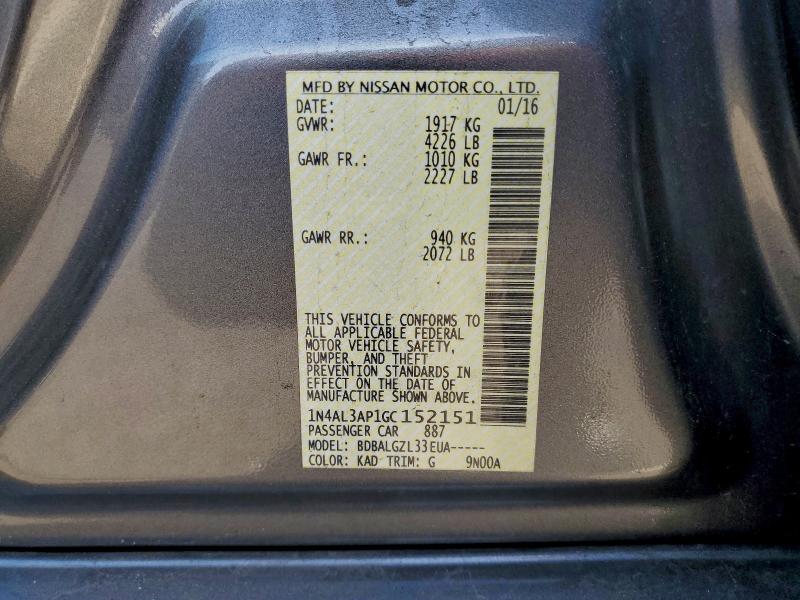 MFD BY NISSAN MOTOR CO., LTD.
DATE: 01/16
GVWR: 1917 KG
4226 LB
GAWR FR.: 1010 KG
2227 LB
GAWR RR.: 940 KG
2072 LB
THIS VEHICLE CONFORMS TO
ALL APPLICABLE FEDERAL
MOTOR VEHICLE SAFETY,
BUMPER, AND THEFT
PREVENTION STANDARDS IN
EFFECT ON THE DATE OF
MANUFACTURE SHOWN ABOVE.
1N4AL3AP1GC152151
PASSENGER CAR 887
MODEL: BDBALGZL33EUA-----
COLOR: KAD TRIM: G 9N00A